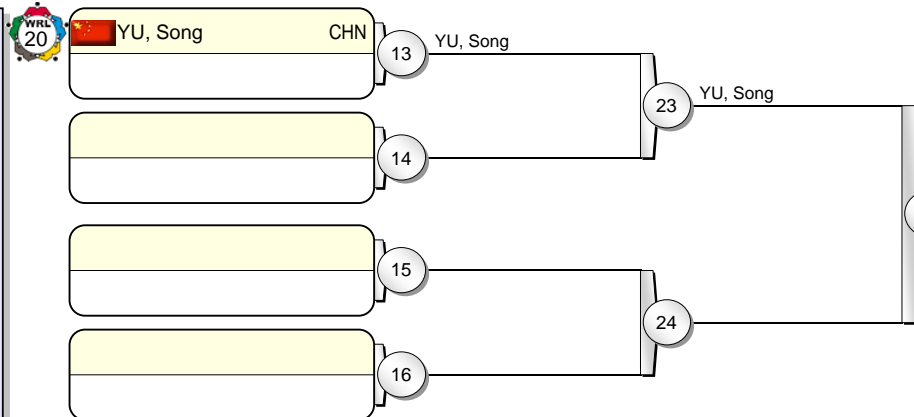 WRL
20
YU, Song CHN
13
YU, Song
23
YU, Song
14
15
24
16